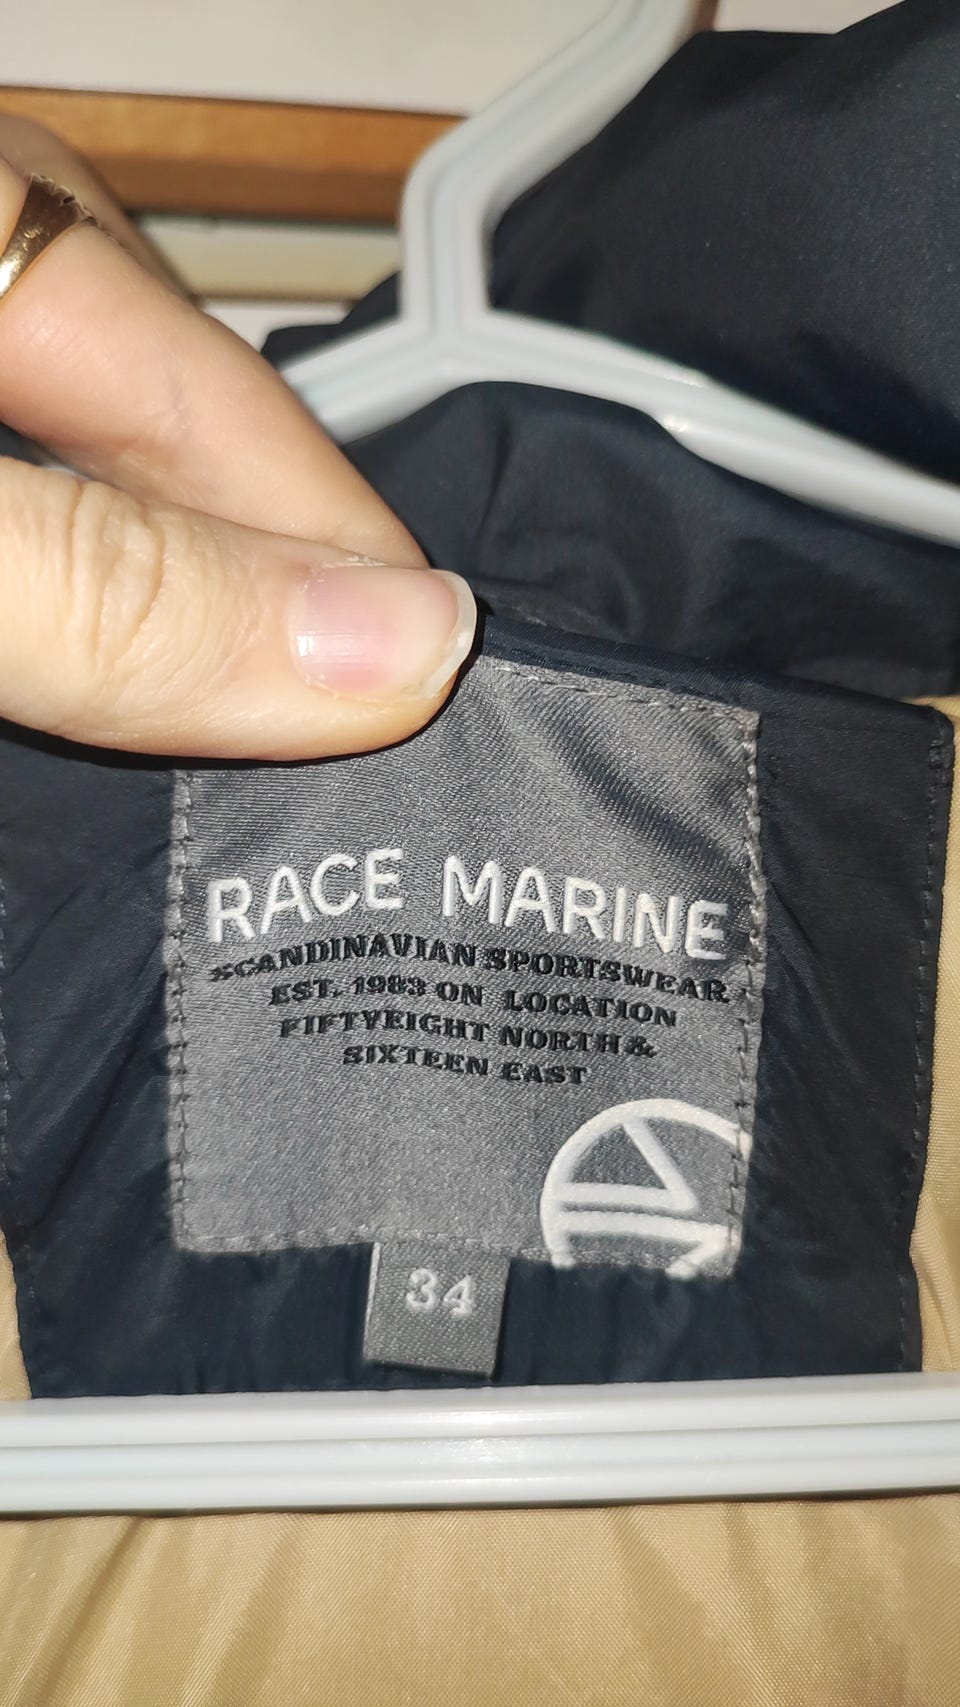 RACE MARINE
SCANDINAVIAN SPORTSWEAR
EST. 1983 ON LOCATION
FIFTYEIGHT NORTH &
SIXTEEN EAST
34